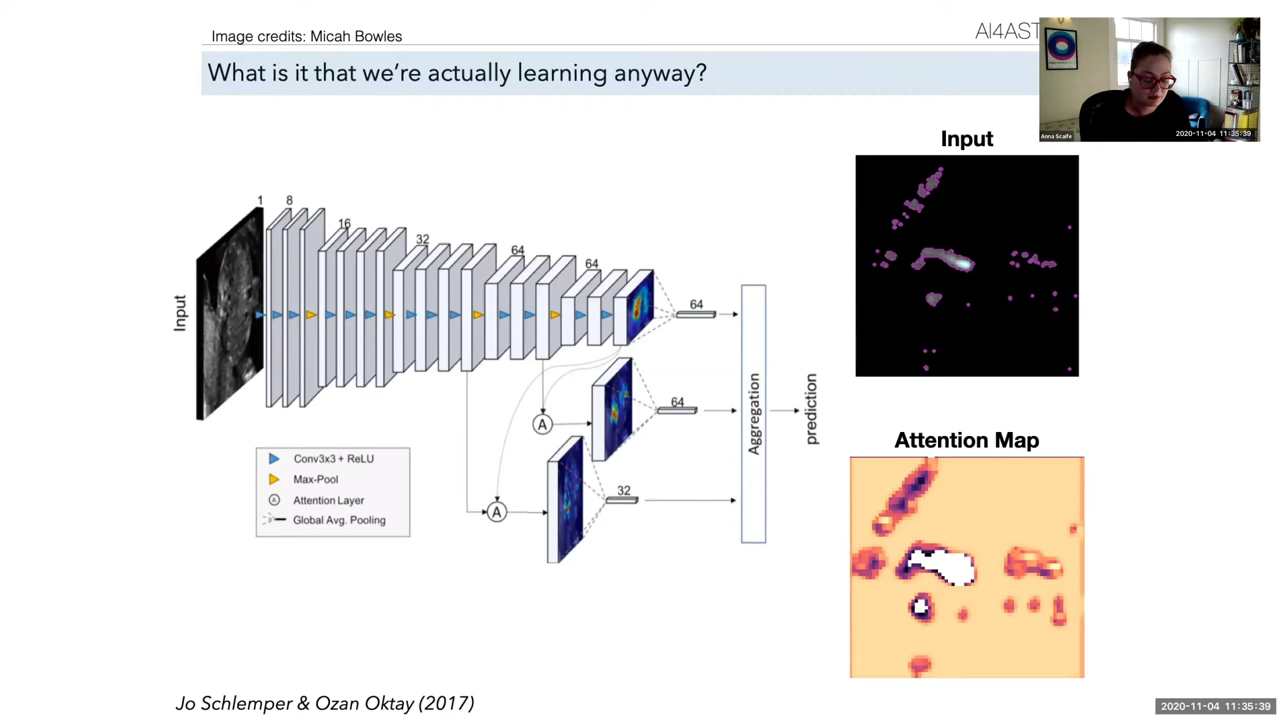 Image credits: Micah Bowles
AI4AST
What is it that we're actually learning anyway?
Anna Scaife
2020-11-04 11:35:39
Input
1
8
16
32
64
64
Input
64
64
32
A
A
Aggregation
prediction
Conv3x3 + ReLU
Max-Pool
A
Attention Layer
Global Avg. Pooling
Attention Map
Jo Schlemper & Ozan Oktay (2017)
2020-11-04 11:35:39